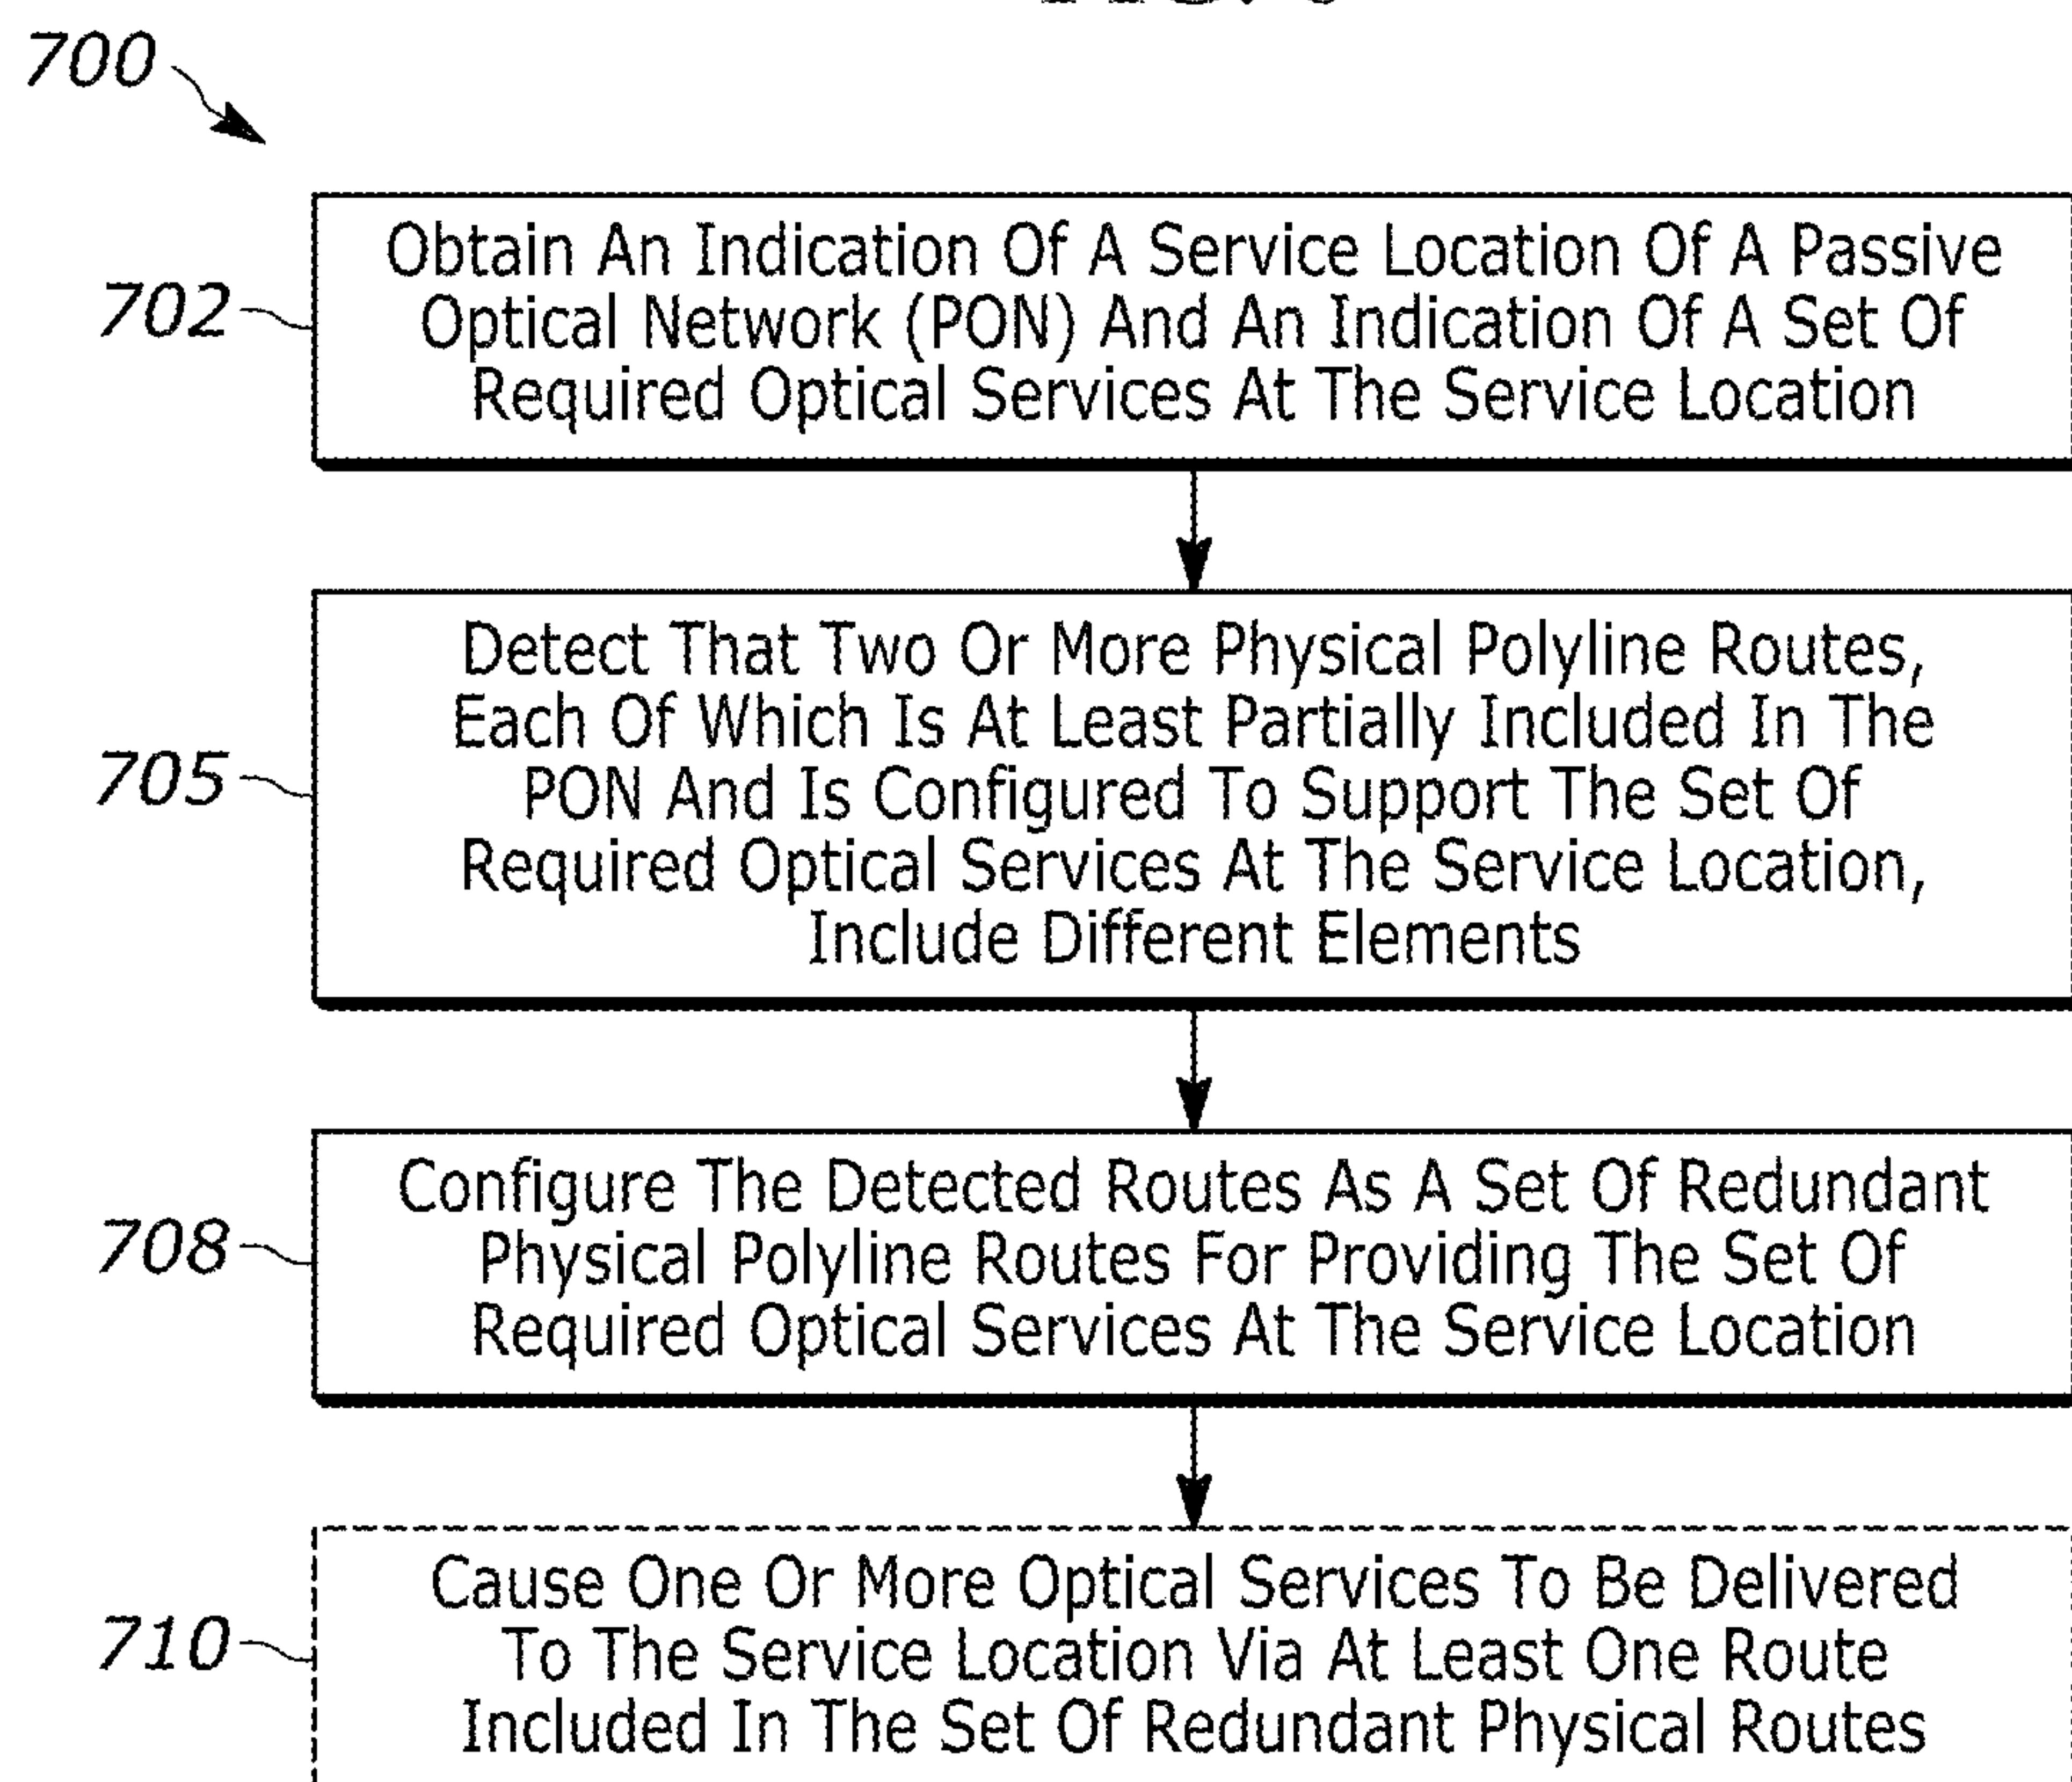 700
702
Obtain An Indication Of A Service Location Of A Passive
Optical Network (PON) And An Indication Of A Set Of
Required Optical Services At The Service Location
705
Detect That Two Or More Physical Polyline Routes,
Each Of Which Is At Least Partially Included In The
PON And Is Configured To Support The Set Of
Required Optical Services At The Service Location,
Include Different Elements
708
Configure The Detected Routes As A Set Of Redundant
Physical Polyline Routes For Providing The Set Of
Required Optical Services At The Service Location
710
Cause One Or More Optical Services To Be Delivered
To The Service Location Via At Least One Route
Included In The Set Of Redundant Physical Routes